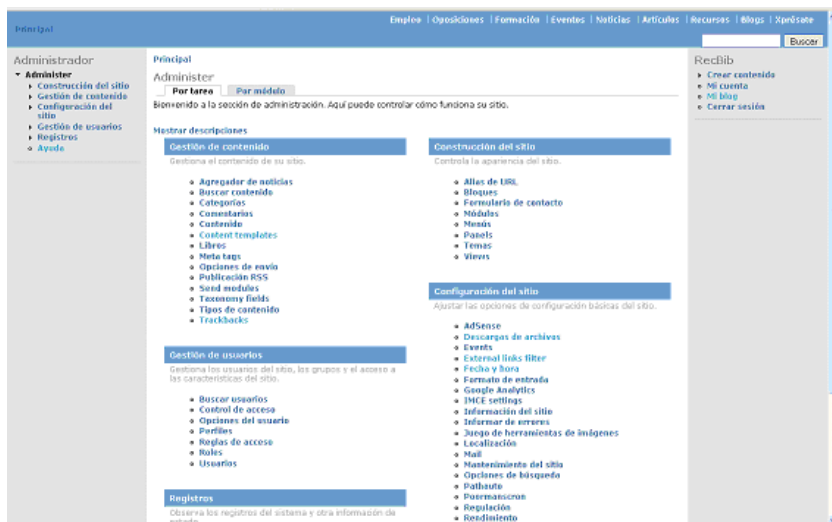 Empleo | Oposiciones | Formación | Eventos | Noticias | Artículos | Recursos | Blogs | Xprésate
Principal
Buscar
Administrador
Administer
Construcción del sitio
Gestión de contenido
Configuración del
sitio
Gestión de usuarios
Registros
Ayuda
Principal
Administer
Por tarea
Por módulo
Bienvenido a la sección de administración. Aquí puede controlar cómo funciona su sitio.
Mostrar descripciones
Gestión de contenido
Gestiona el contenido de su sitio.
Agregador de noticias
Buscar contenido
Categorías
Comentarios
Contenido
Content templates
Libros
Meta tags
Opciones de envío
Publicación RSS
Send modules
Taxonomy fields
Tipos de contenido
Trackbacks
Gestión de usuarios
Gestiona los usuarios del sitio, los grupos y el acceso a
las características del sitio.
Buscar usuarios
Control de acceso
Opciones del usuario
Perfiles
Reglas de acceso
Roles
Usuarios
Registros
Observa los registros del sistema y otra información de
estado.
Construcción del sitio
Controla la apariencia del sitio.
Alias de URL
Bloques
Formulario de contacto
Módulos
Menús
Panels
Temas
Views
Configuración del sitio
Ajustar las opciones de configuración básicas del sitio.
AdSense
Descargas de archivos
Events
External links filter
Fecha y hora
Formato de entrada
Google Analytics
IMCE settings
Información del sitio
Informar de errores
Juego de herramientas de imágenes
Localización
Mail
Mantenimiento del sitio
Opciones de búsqueda
Pathauto
Poormanscron
Regulación
Rendimiento
RecBib
Crear contenido
Mi cuenta
Mi blog
Cerrar sesión